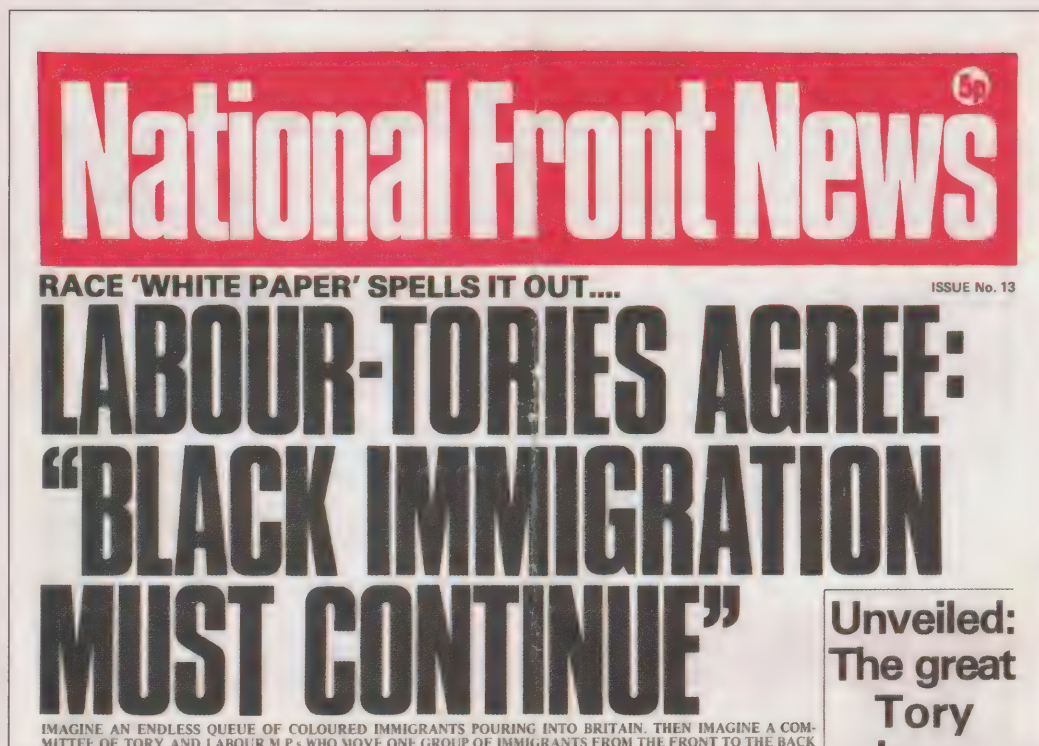 National Front News
5p
RACE 'WHITE PAPER' SPELLS IT OUT....
ISSUE No. 13
LABOUR-TORIES AGREE:
“BLACK IMMIGRATION
MUST CONTINUE”
Unveiled:
The great
Tory
IMAGINE AN ENDLESS QUEUE OF COLOURED IMMIGRANTS POURING INTO BRITAIN. THEN IMAGINE A COM-
MITTEE OF TORY AND LABOUR M.P.s WHO MOVE ONE GROUP OF IMMIGRANTS FROM THE FRONT TO THE BACK